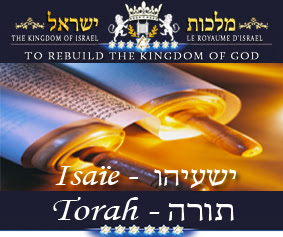 ישראל מלכות
THE KINGDOM OF ISRAEL LE ROYAUME D'ISRAEL
TO REBUILD THE KINGDOM OF GOD
Isaïe - ישעיהו
Torah - תורה